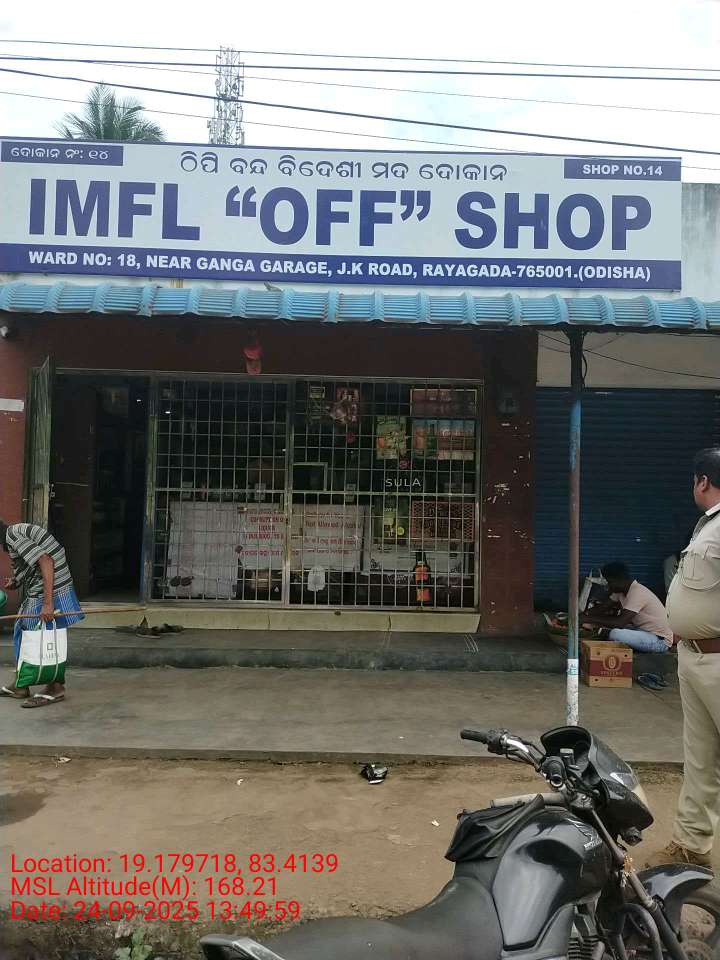 ଦୋକାନ ନଂ: ୧୪
ଠିପି ବନ୍ଦ ବିଦେଶୀ ମଦ ଦୋକାନ
SHOP NO.14
IMFL “OFF” SHOP
WARD NO: 18, NEAR GANGA GARAGE, J.K ROAD, RAYAGADA-765001.(ODISHA)
SULA
Location: 19.179718, 83.4139
MSL Altitude(M): 168.21
Date: 24-09-2025 13:49:59